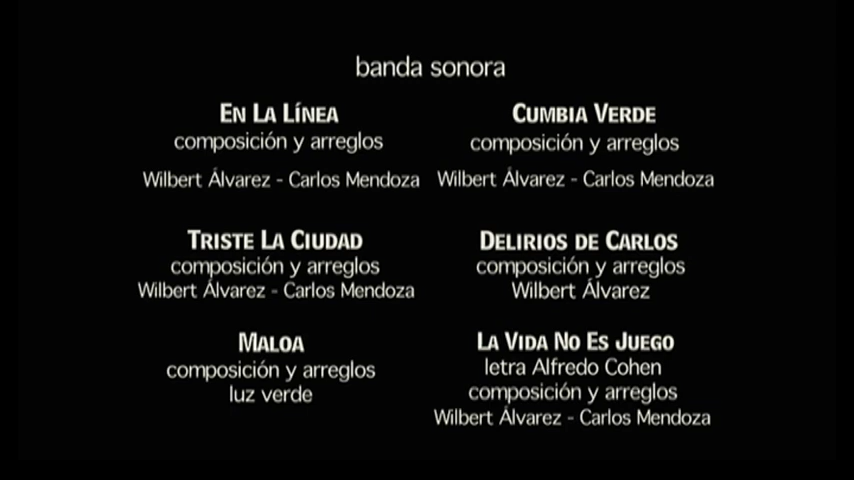 banda sonora
EN LA LÍNEA
composición y arreglos
Wilbert Álvarez - Carlos Mendoza
CUMBIA VERDE
composición y arreglos
Wilbert Álvarez - Carlos Mendoza
TRISTE LA CIUDAD
composición y arreglos
Wilbert Álvarez - Carlos Mendoza
DELIRIOS DE CARLOS
composición y arreglos
Wilbert Álvarez
MALOA
composición y arreglos
luz verde
LA VIDA NO ES JUEGO
letra Alfredo Cohen
composición y arreglos
Wilbert Álvarez - Carlos Mendoza